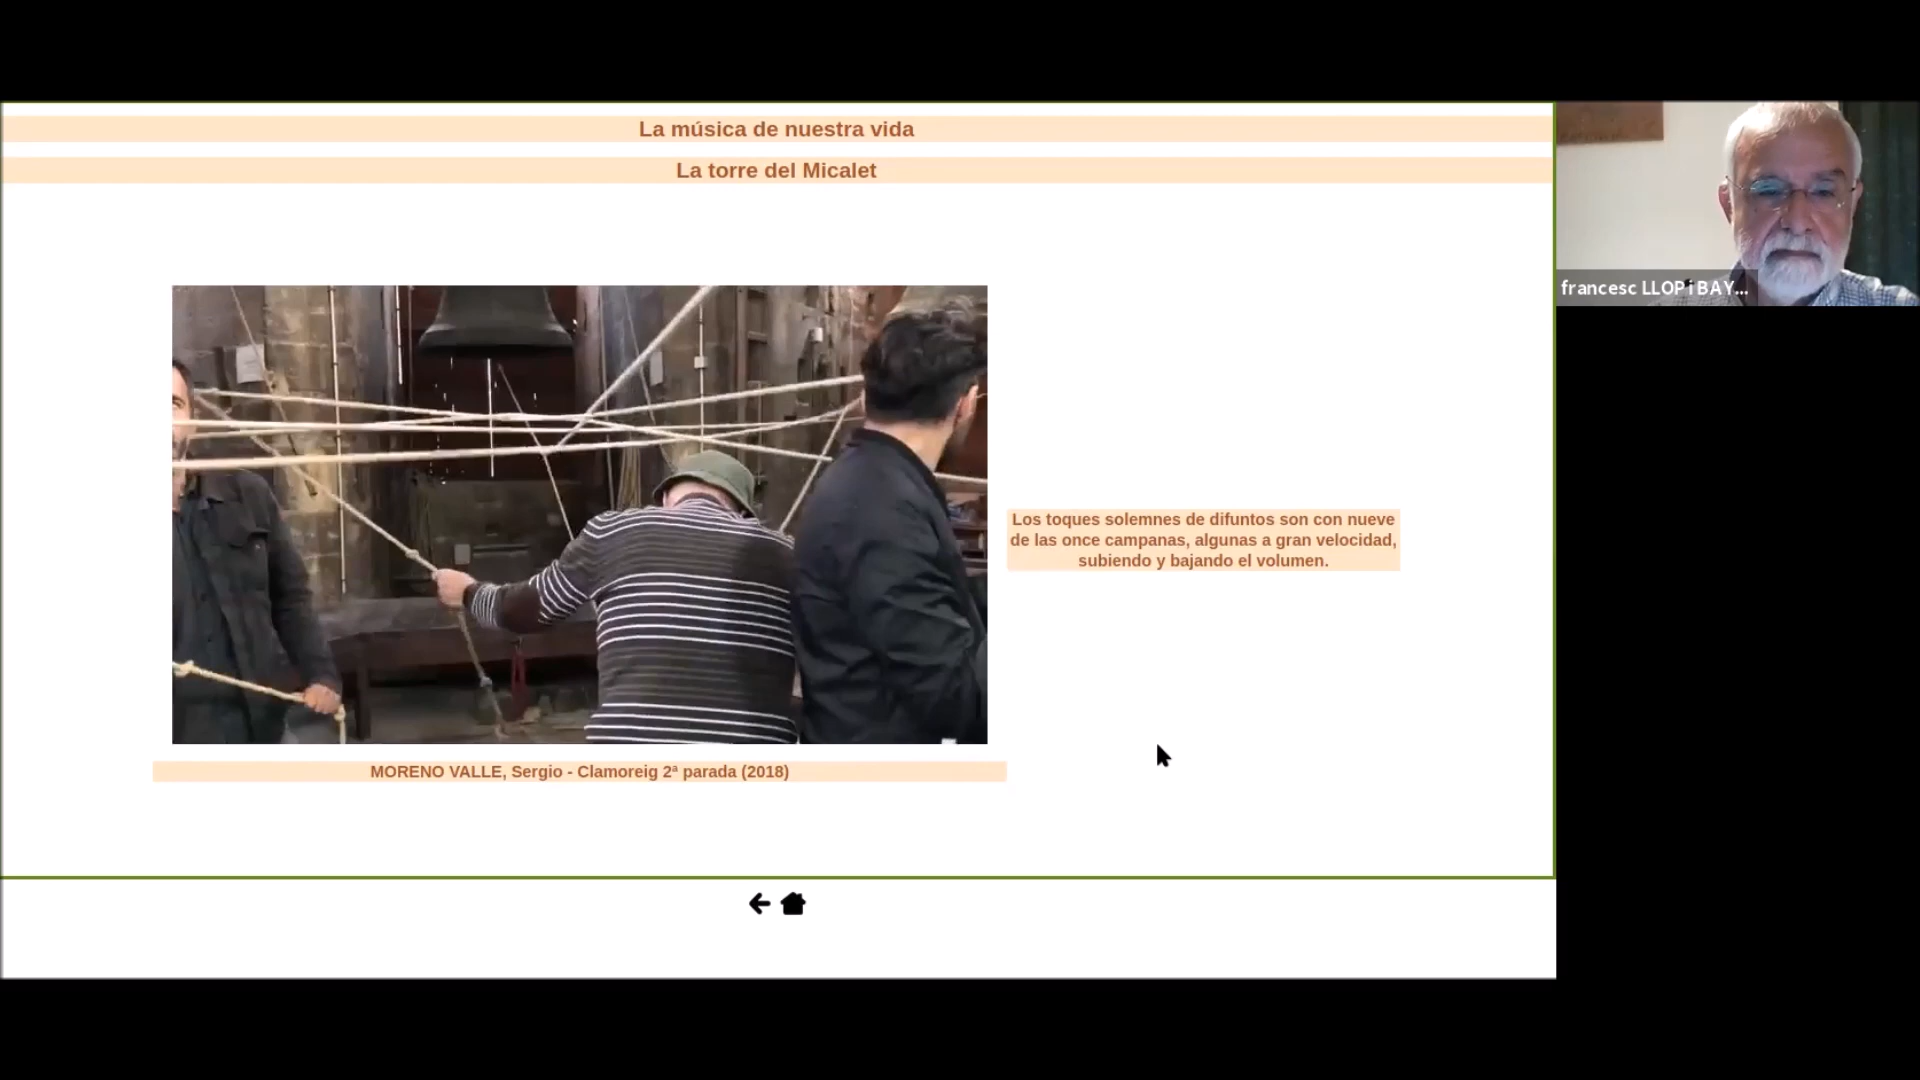 La música de nuestra vida
La torre del Micalet
francesc LLOP i BAY...
Los toques solemnes de difuntos son con nueve
de las once campanas, algunas a gran velocidad,
subiendo y bajando el volumen.
MORENO VALLE, Sergio - Clamoreig 2ª parada (2018)